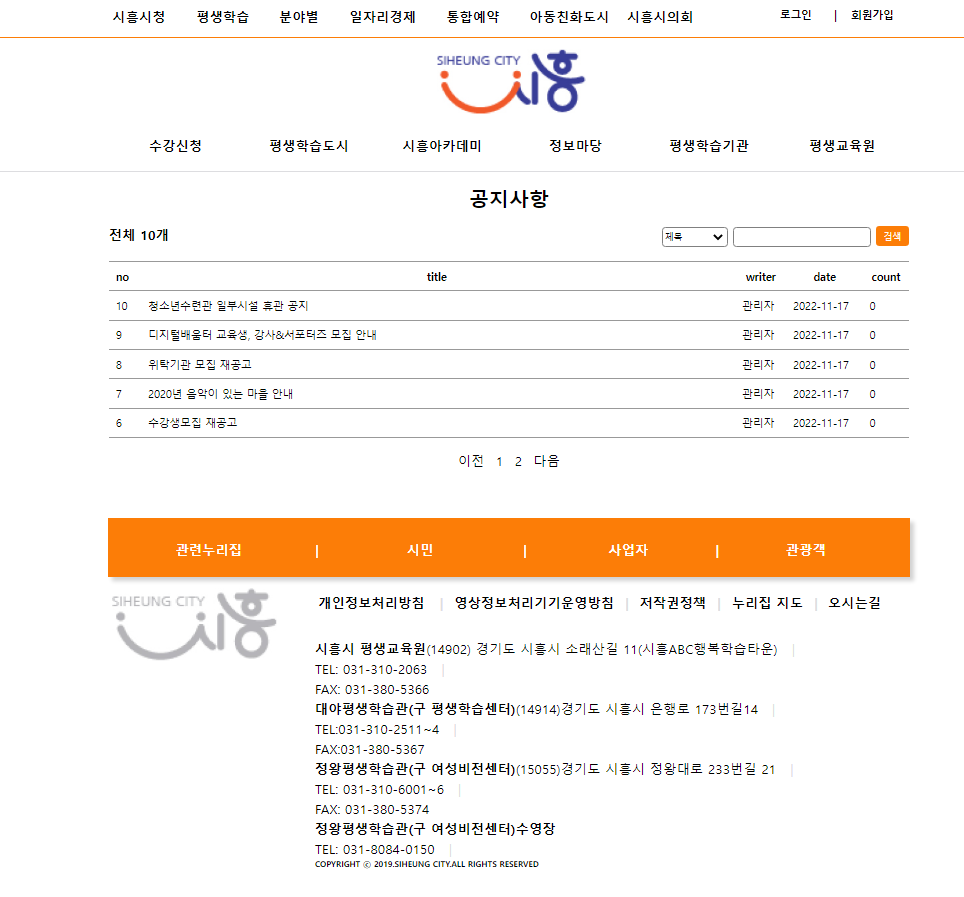 시흥시청 평생학습 분야별 일자리경제 통합예약 아동친화도시 시흥시의회 로그인 | 회원가입
SIHEUNG CITY 시흥
수강신청 평생학습도시 시흥아카데미 정보마당 평생학습기관 평생교육원
공지사항
전체 10개 제목 검색
no title writer date count
10 청소년수련관 일부시설 휴관 공지 관리자 2022-11-17 0
9 디지털배움터 교육생, 강사&서포터즈 모집 안내 관리자 2022-11-17 0
8 위탁기관 모집 재공고 관리자 2022-11-17 0
7 2020년 음악이 있는 마을 안내 관리자 2022-11-17 0
6 수강생모집 재공고 관리자 2022-11-17 0
이전 1 2 다음
관련누리집 | 시민 | 사업자 | 관광객
SIHEUNG CITY 시흥
개인정보처리방침 | 영상정보처리기기운영방침 | 저작권정책 | 누리집 지도 | 오시는길
시흥시 평생교육원(14902) 경기도 시흥시 소래산길 11(시흥ABC행복학습타운) |
TEL: 031-310-2063 |
FAX: 031-380-5366
대야평생학습관(구 평생학습센터)(14914)경기도 시흥시 은행로 173번길14 |
TEL:031-310-2511~4 |
FAX:031-380-5367
정왕평생학습관(구 여성비전센터)(15055)경기도 시흥시 정왕대로 233번길 21 |
TEL: 031-310-6001~6 |
FAX: 031-380-5374
정왕평생학습관(구 여성비전센터)수영장
TEL: 031-8084-0150 |
COPYRIGHT ⓒ 2019.SIHEUNG CITY.ALL RIGHTS RESERVED